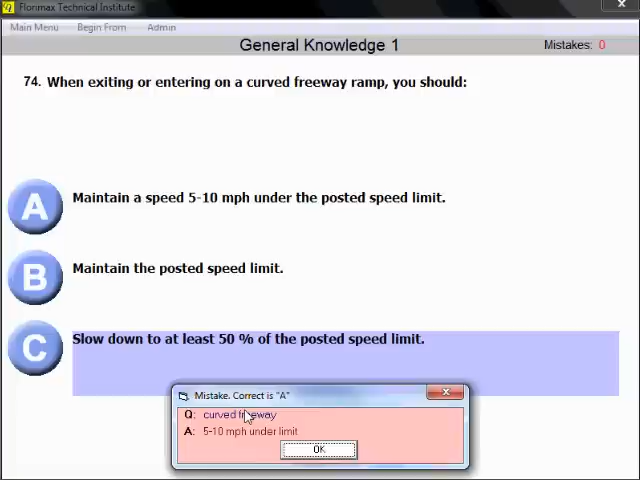 Florimax Technical Institute
Main Menu Begin From Admin
General Knowledge 1 Mistakes: 0
74. When exiting or entering on a curved freeway ramp, you should:
A Maintain a speed 5-10 mph under the posted speed limit.
B Maintain the posted speed limit.
C Slow down to at least 50 % of the posted speed limit.
Mistake. Correct is "A"
Q: curved freeway
A: 5-10 mph under limit
OK